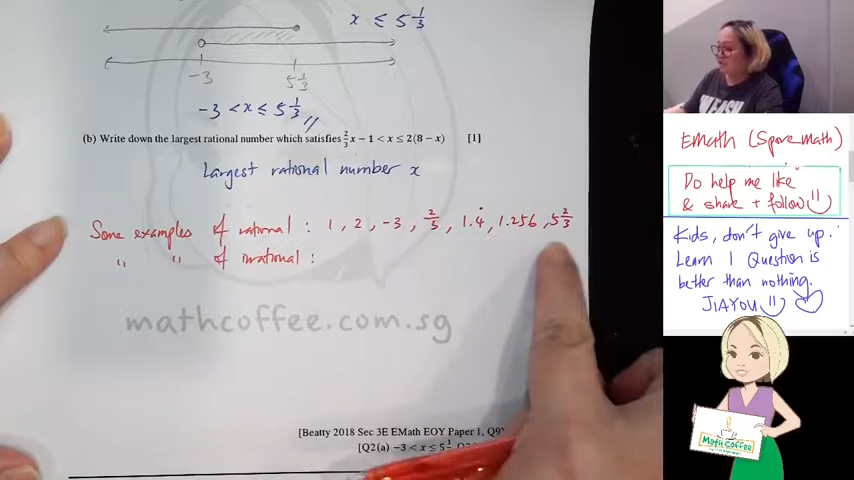 x ≤ 5 1/3
-3
5 1/3
-3 < x ≤ 5 1/3 //
(b) Write down the largest rational number which satisfies 2/3x − 1 < x ≤ 2(8 − x) [1]
Largest rational number x
Some examples of rational : 1, 2, -3, 2/3, 1.4̇, 1.256, 5 2/3
" " of irrational :
mathcoffee.com.sg
[Beatty 2018 Sec 3E EMath EOY Paper 1, Q9
[Q2(a) −3 < x ≤ 5
WEASL
EMath (Spore Math)
Do help me like
& share + follow
Kids, don't give up.
Learn 1 Question is
better than nothing.
JIAYOU
Math Coffee